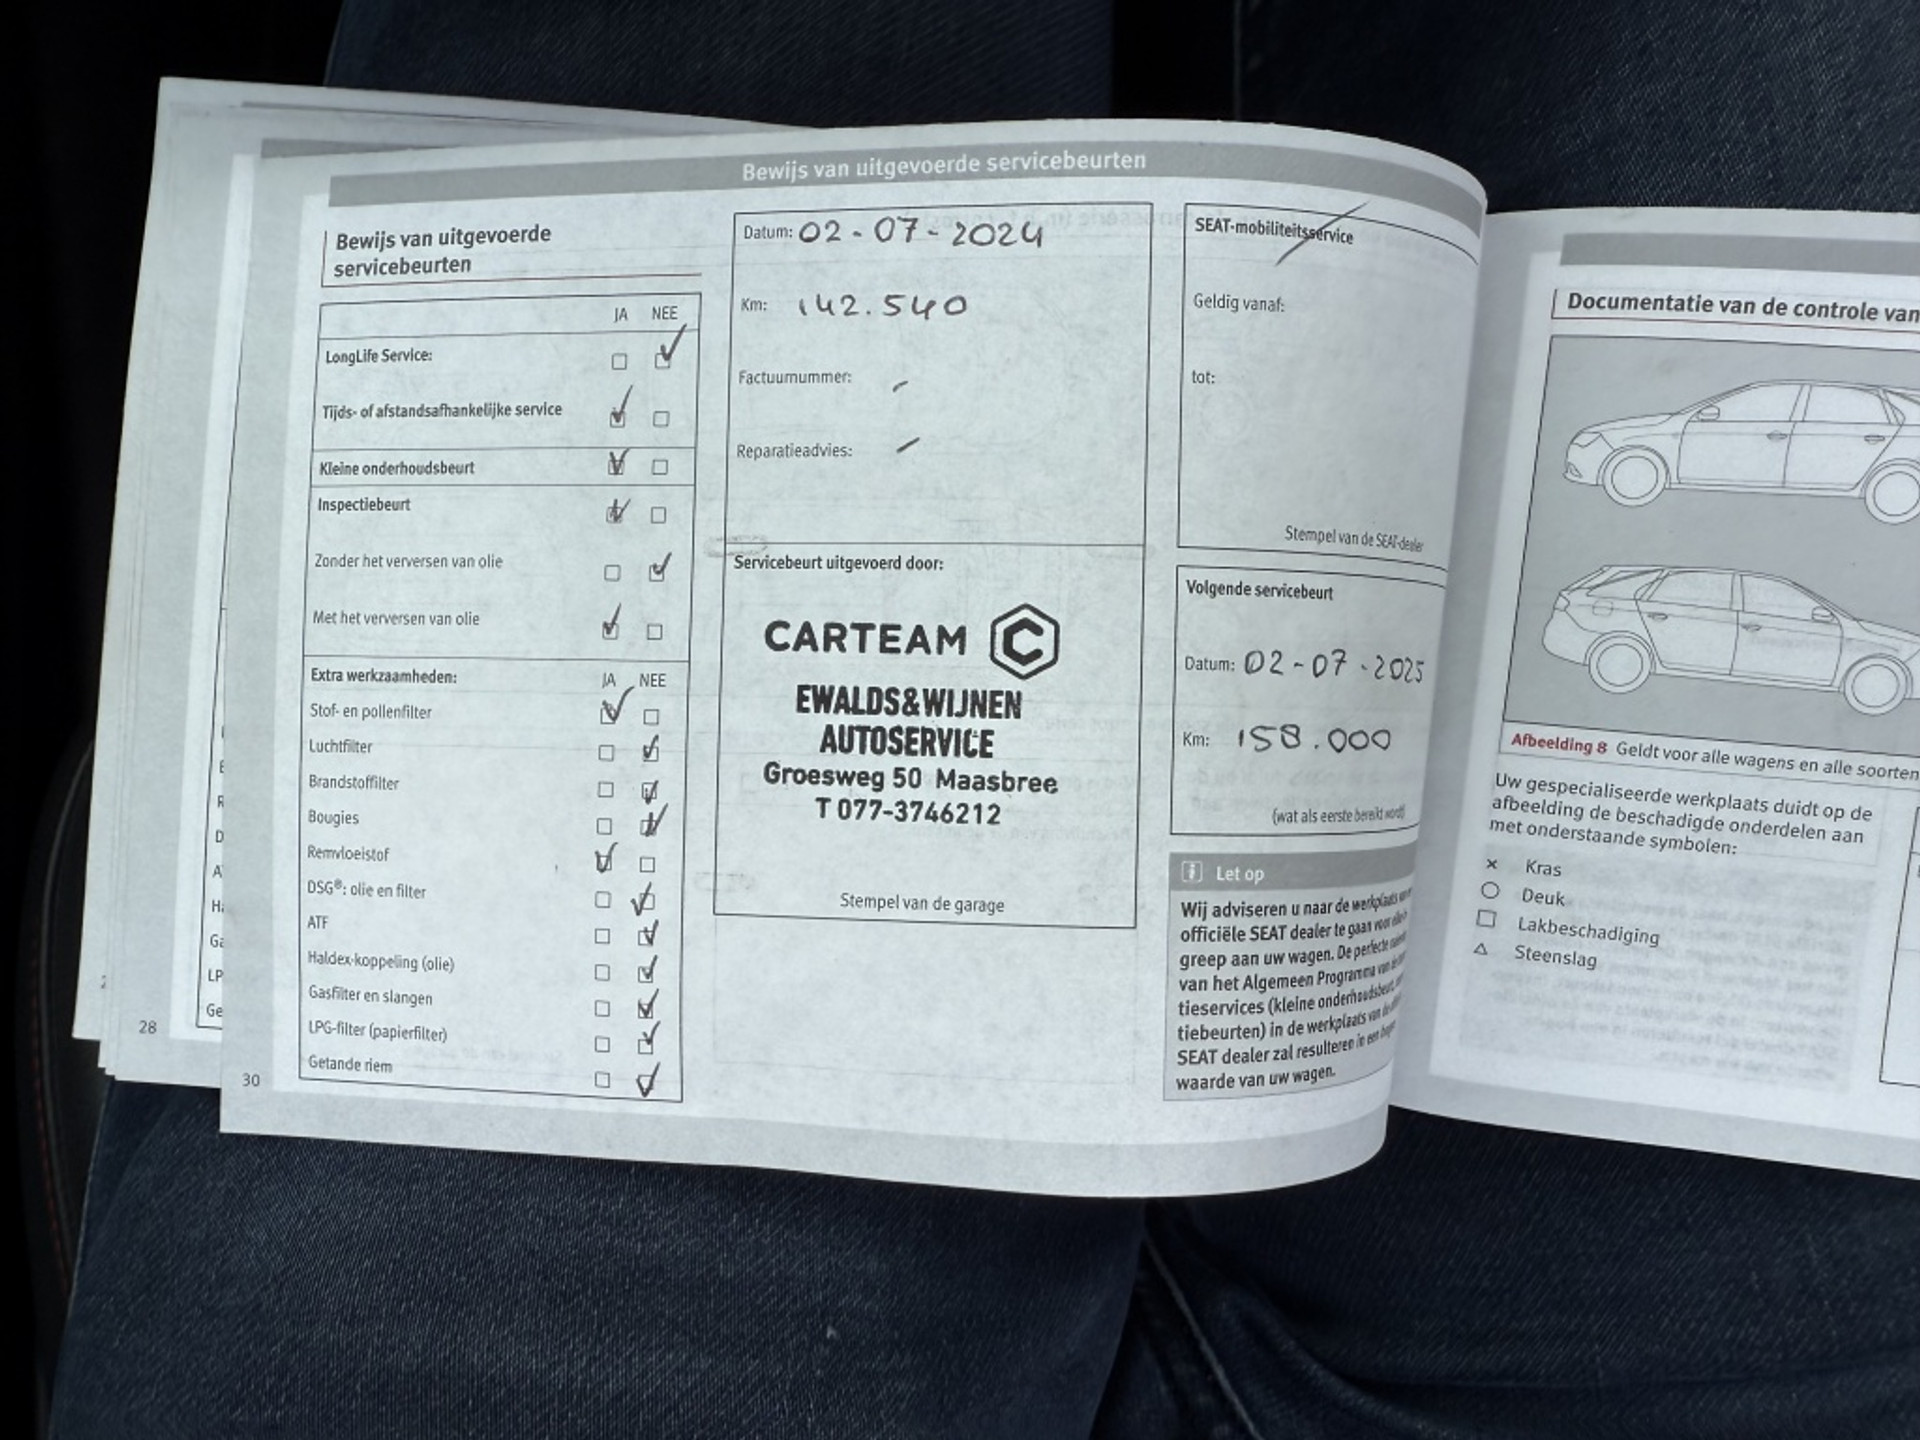 Bewijs van uitgevoerde servicebeurten
Bewijs van uitgevoerde
servicebeurten
JA NEE
LongLife Service:
Tijds- of afstandsafhankelijke service
Kleine onderhoudsbeurt
Inspectiebeurt
Zonder het verversen van olie
Met het verversen van olie
Extra werkzaamheden: JA NEE
Stof- en pollenfilter
Luchtfilter
Brandstoffilter
Bougies
Remvloeistof
DSG®: olie en filter
ATF
Haldex-koppeling (olie)
Gasfilter en slangen
LPG-filter (papierfilter)
Getande riem
30
28
Datum: 02-07-2024
Km: 142.540
Factuurnummer:
Reparatieadvies:
Servicebeurt uitgevoerd door:
CARTEAM C
EWALDS&WIJNEN
AUTOSERVICE
Groesweg 50 Maasbree
T 077-3746212
Stempel van de garage
SEAT-mobiliteitsservice
Geldig vanaf:
tot:
Stempel van de SEAT-dealer
Volgende servicebeurt
Datum: 02-07-2025
Km: 158.000
(wat als eerste bereikt wordt)
i Let op
Wij adviseren u naar de werkplaats
officiële SEAT dealer te gaan voor
greep aan uw wagen. De perfecte
van het Algemeen Programma van
tieservices (kleine onderhoudsbeurt,
tiebeurten) in de werkplaats van de
SEAT dealer zal resulteren in een
waarde van uw wagen.
Documentatie van de controle van
Afbeelding 8 Geldt voor alle wagens en alle soorten
Uw gespecialiseerde werkplaats duidt op de
afbeelding de beschadigde onderdelen aan
met onderstaande symbolen:
× Kras
○ Deuk
□ Lakbeschadiging
△ Steenslag